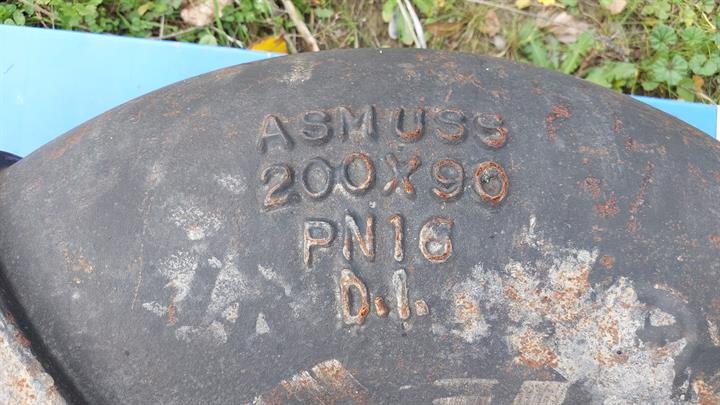 ASMUSS
200X90
PN16
D.I.